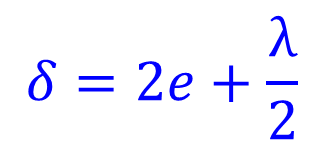 δ = 2e + λ/2